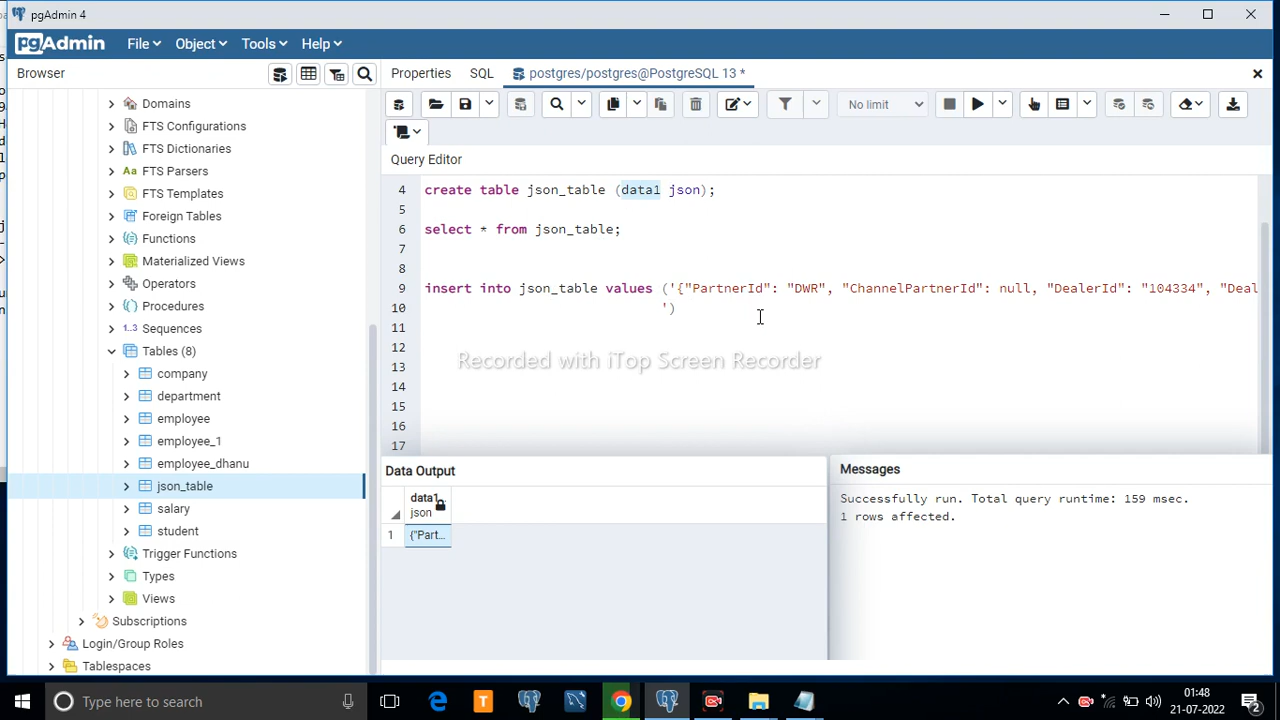 pgAdmin 4
pgAdmin File Object Tools Help
Browser
Properties SQL postgres/postgres@PostgreSQL 13 *
No limit
Query Editor
Domains
FTS Configurations
FTS Dictionaries
FTS Parsers
FTS Templates
Foreign Tables
Functions
Materialized Views
Operators
Procedures
Sequences
Tables (8)
company
department
employee
employee_1
employee_dhanu
json_table
salary
student
Trigger Functions
Types
Views
Subscriptions
Login/Group Roles
Tablespaces
4 create table json_table (data1 json);
5
6 select * from json_table;
7
8
9 insert into json_table values ('{"PartnerId": "DWR", "ChannelPartnerId": null, "DealerId": "104334", "Deal
10 ')
11
12
13
14
15
16
17
Recorded with iTop Screen Recorder
Data Output
data1
json
1 {"Part...
Messages
Successfully run. Total query runtime: 159 msec.
1 rows affected.
Type here to search
01:48
21-07-2022
2